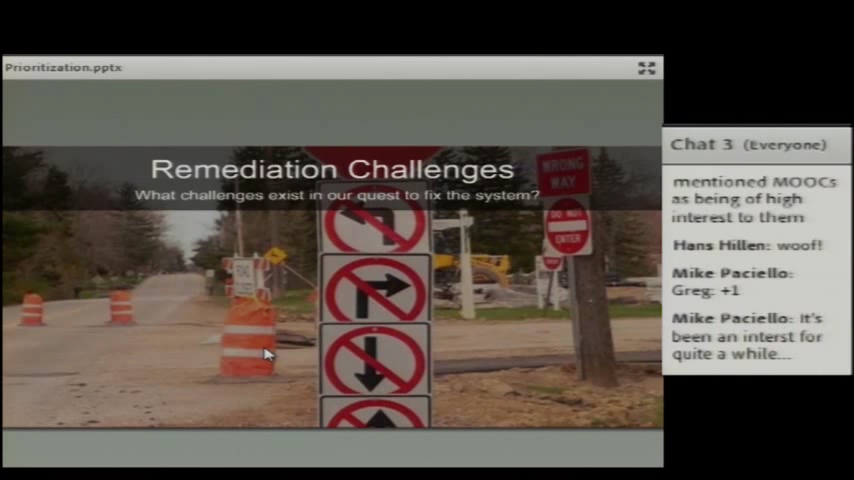 Prioritization.pptx
Remediation Challenges
What challenges exist in our quest to fix the system?
WRONG
WAY
DO NOT
ENTER
ROAD
Chat 3 (Everyone)
mentioned MOOCs
as being of high
interest to them
Hans Hillen: woof!
Mike Paciello:
Greg: +1
Mike Paciello: It's
been an interst for
quite a while...